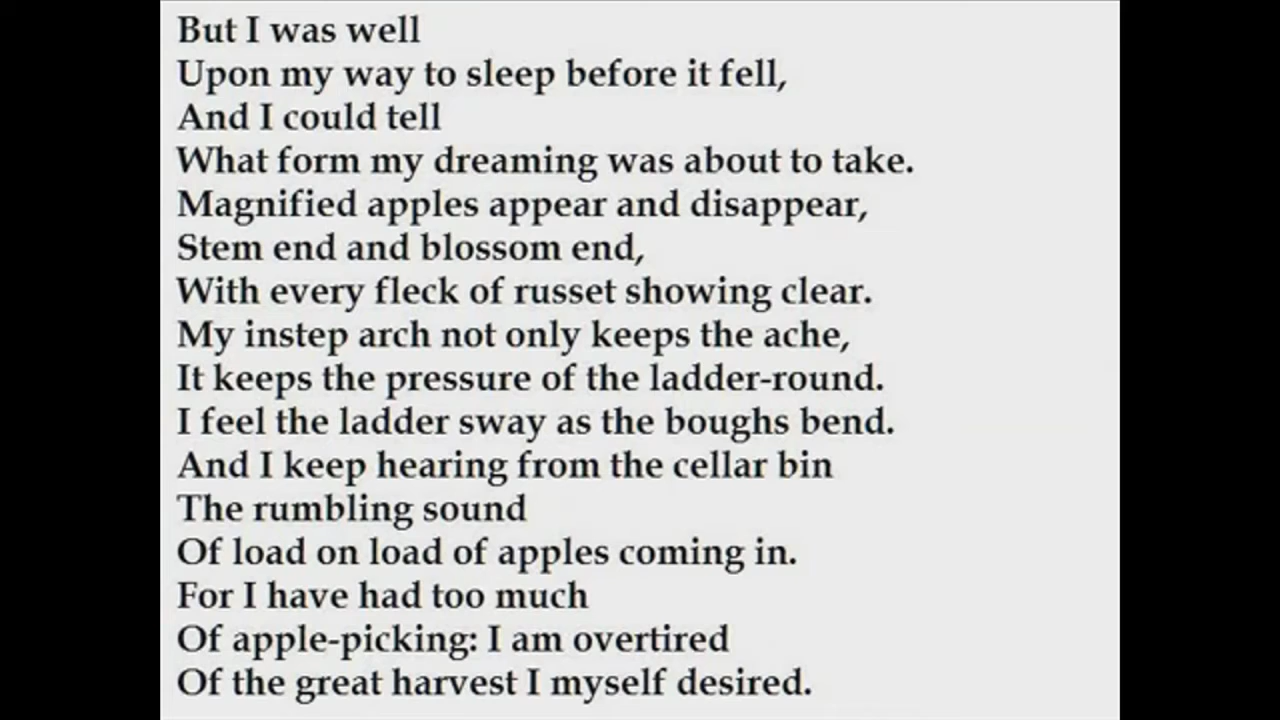 But I was well
Upon my way to sleep before it fell,
And I could tell
What form my dreaming was about to take.
Magnified apples appear and disappear,
Stem end and blossom end,
With every fleck of russet showing clear.
My instep arch not only keeps the ache,
It keeps the pressure of the ladder-round.
I feel the ladder sway as the boughs bend.
And I keep hearing from the cellar bin
The rumbling sound
Of load on load of apples coming in.
For I have had too much
Of apple-picking: I am overtired
Of the great harvest I myself desired.